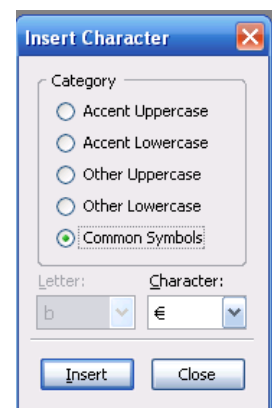 Insert Character
Category
Accent Uppercase
Accent Lowercase
Other Uppercase
Other Lowercase
Common Symbols
Letter: Character:
b €
Insert Close